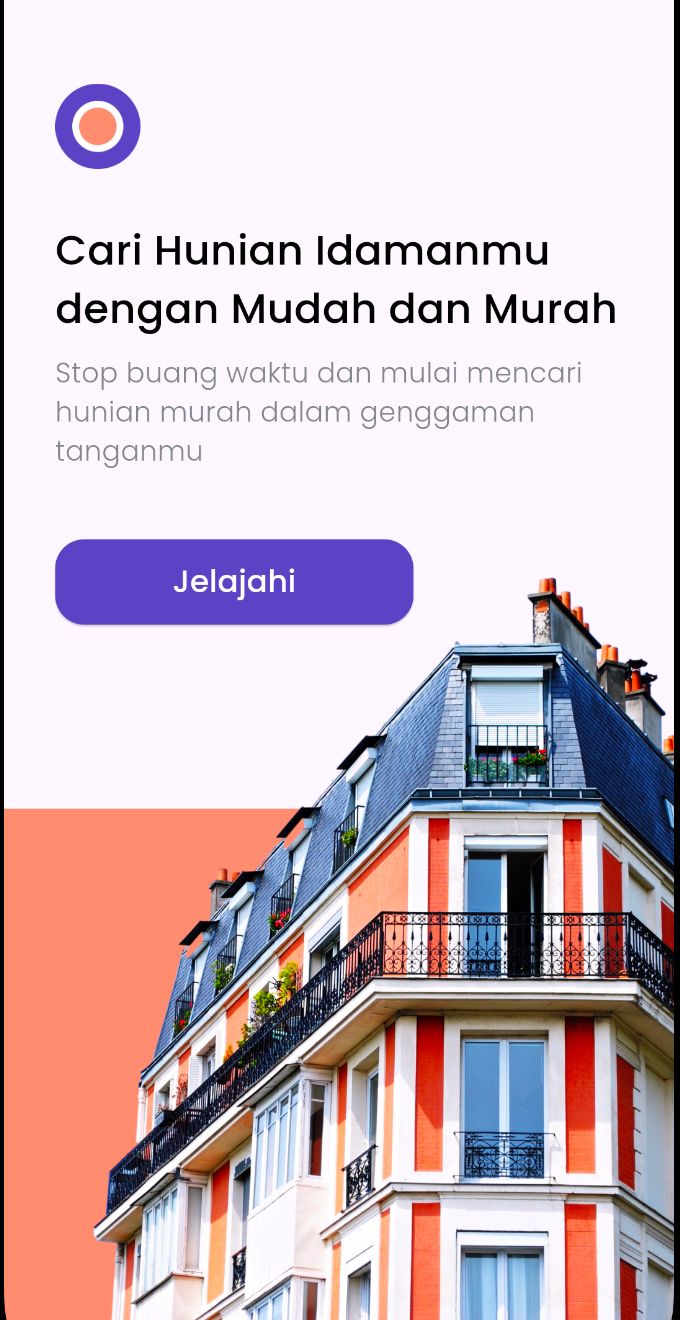 Cari Hunian Idamanmu
dengan Mudah dan Murah
Stop buang waktu dan mulai mencari
hunian murah dalam genggaman
tanganmu
Jelajahi